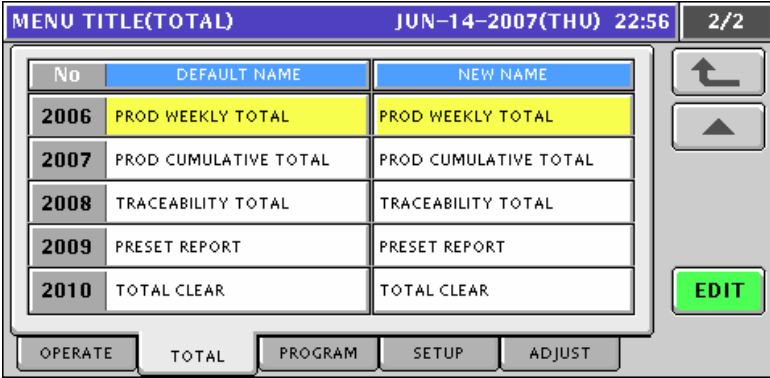 MENU TITLE(TOTAL) JUN-14-2007(THU) 22:56 2/2
No DEFAULT NAME NEW NAME
2006 PROD WEEKLY TOTAL PROD WEEKLY TOTAL
2007 PROD CUMULATIVE TOTAL PROD CUMULATIVE TOTAL
2008 TRACEABILITY TOTAL TRACEABILITY TOTAL
2009 PRESET REPORT PRESET REPORT
2010 TOTAL CLEAR TOTAL CLEAR
EDIT
OPERATE TOTAL PROGRAM SETUP ADJUST